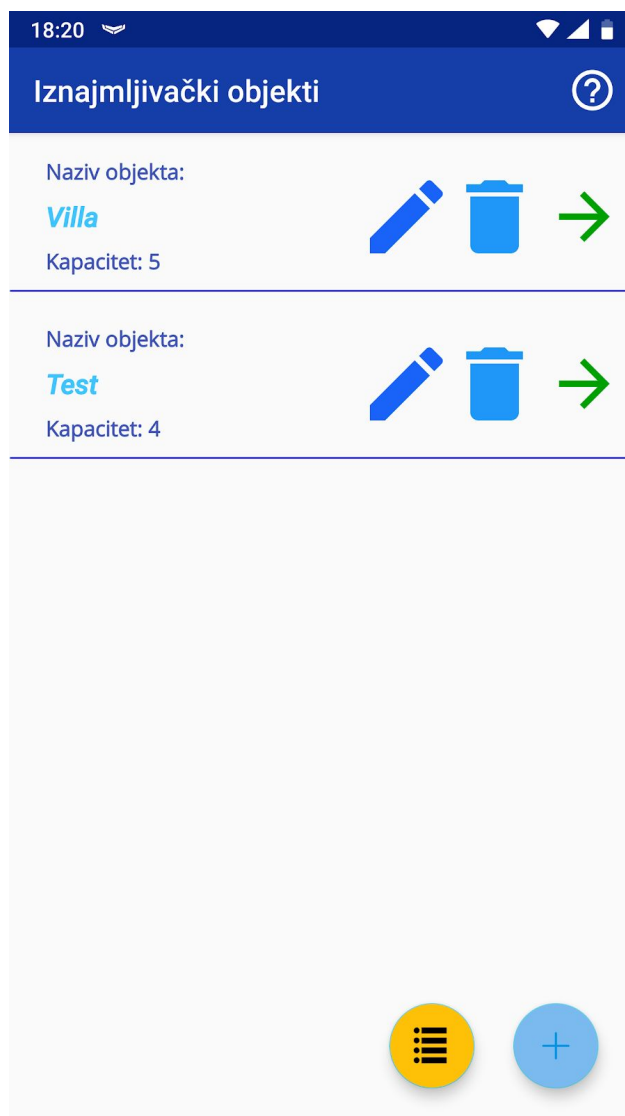 18:20
Iznajmljivački objekti
Naziv objekta:
Villa
Kapacitet: 5
Naziv objekta:
Test
Kapacitet: 4